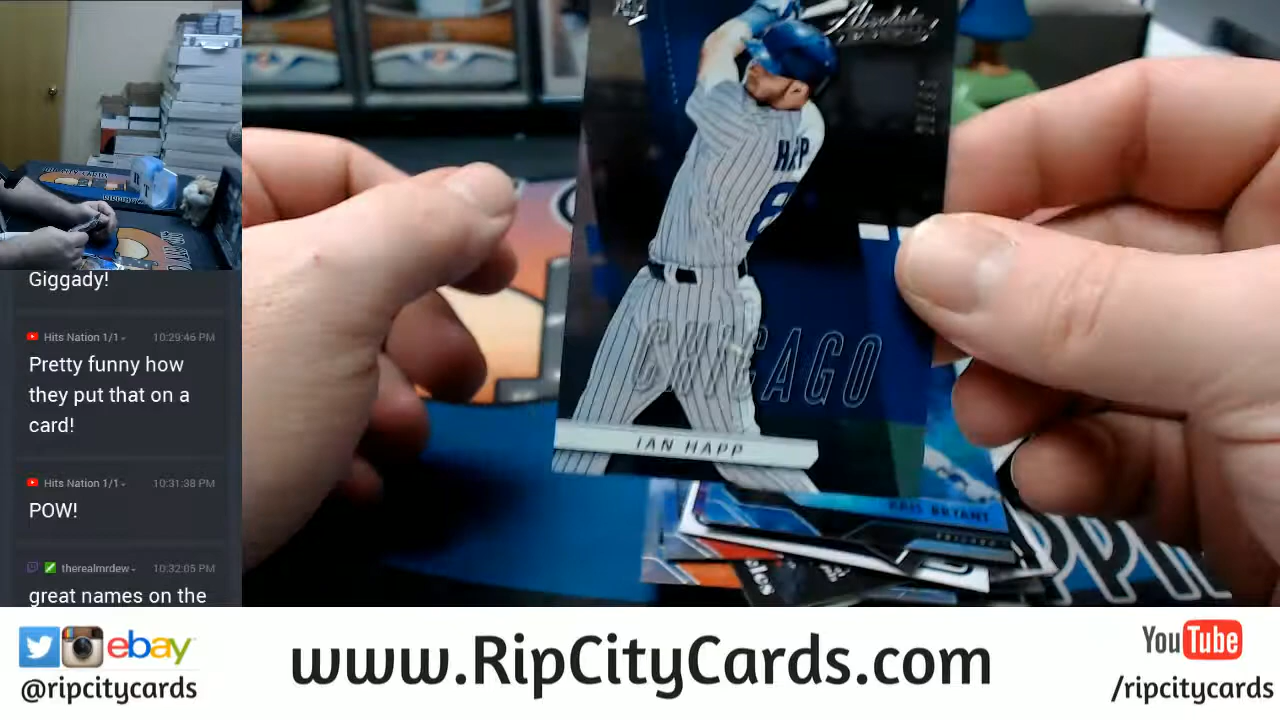 Giggady!
Hits Nation 1/1
10:29:46 PM
Pretty funny how
they put that on a
card!
Hits Nation 1/1
10:31:38 PM
POW!
therealmrdew
10:32:05 PM
great names on the
Absolute
HAPP
8
CHICAGO
IAN HAPP
KRIS BRYANT
ebay
@ripcitycards
www.RipCityCards.com
YouTube
/ripcitycards